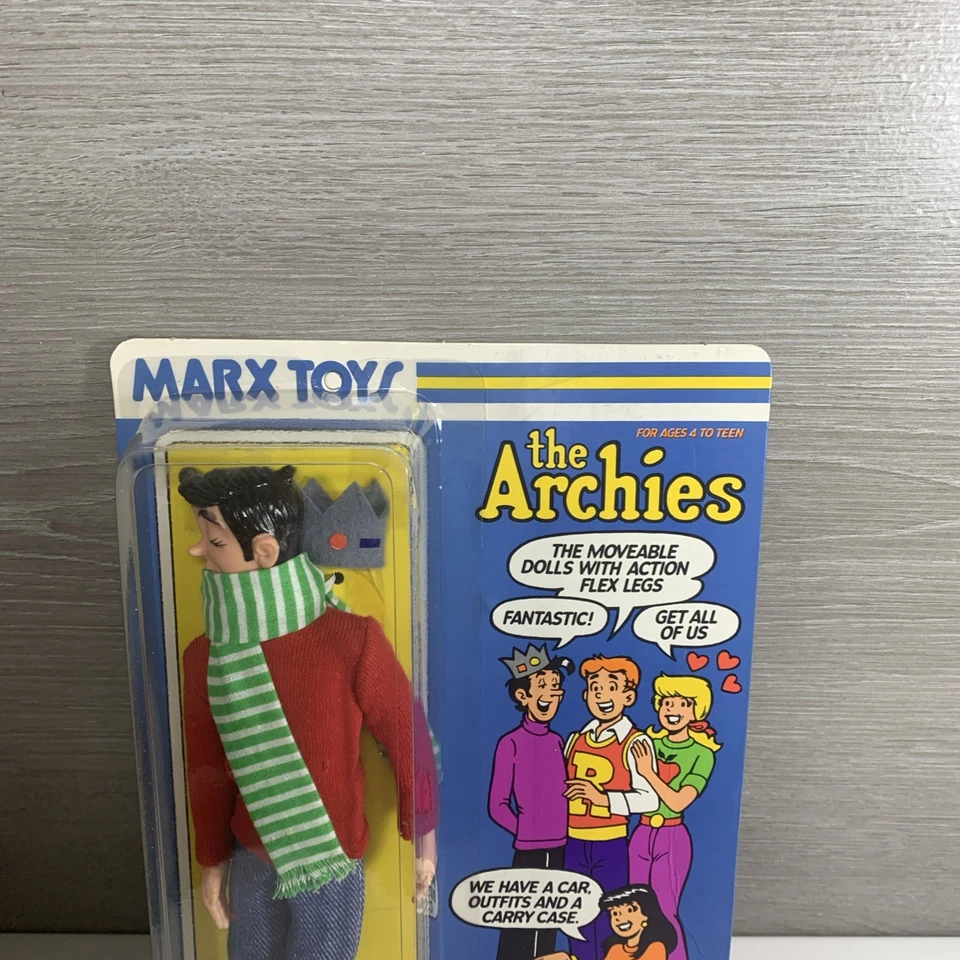 MARX TOYS
FOR AGES 4 TO TEEN
the
Archies
THE MOVEABLE
DOLLS WITH ACTION
FLEX LEGS
FANTASTIC!
GET ALL
OF US
R
WE HAVE A CAR,
OUTFITS AND A
CARRY CASE.